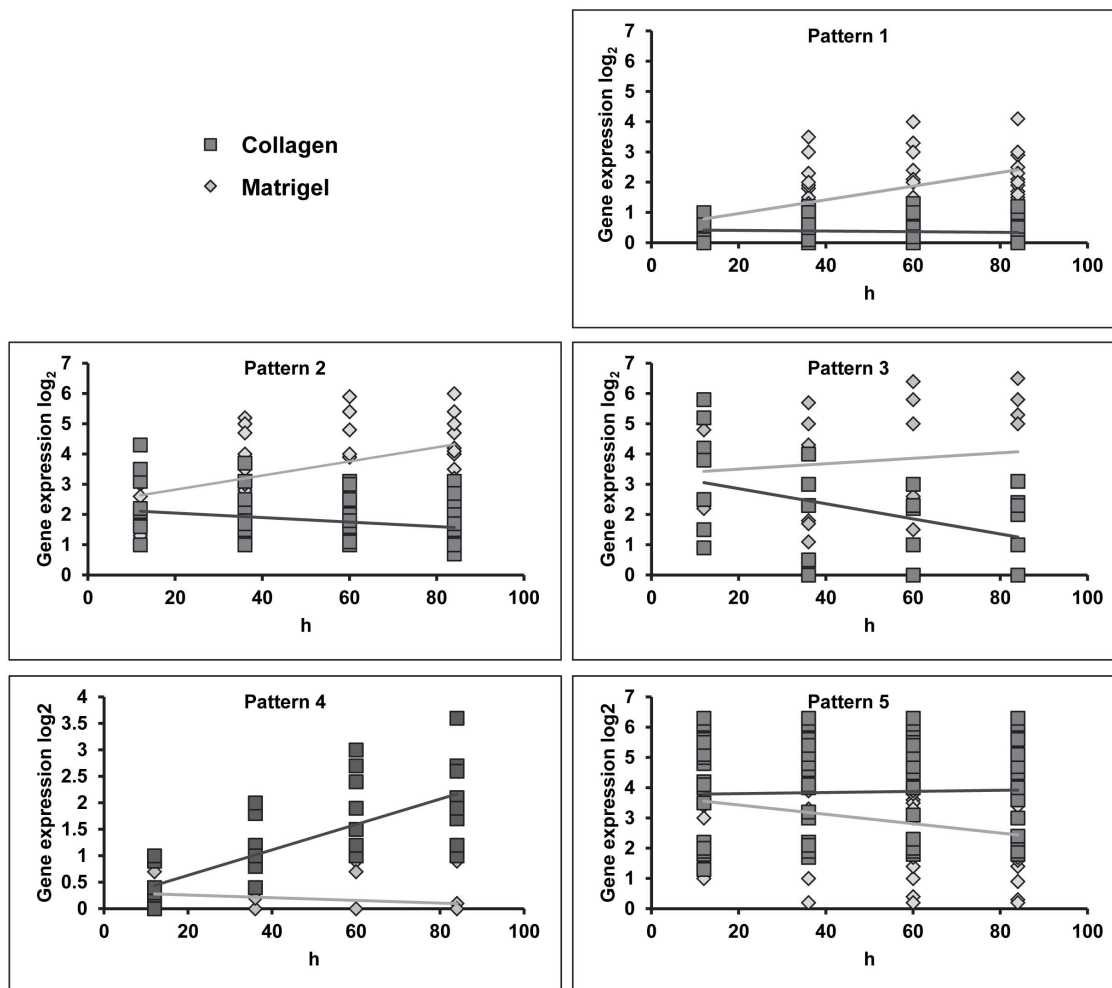 Collagen
Matrigel
Pattern 1
Gene expression log₂
7
6
5
4
3
2
1
0
0 20 40 60 80 100
h
Pattern 2
Gene expression log₂
7
6
5
4
3
2
1
0
0 20 40 60 80 100
h
Pattern 3
Gene expression log₂
7
6
5
4
3
2
1
0
0 20 40 60 80 100
h
Pattern 4
Gene expression log2
4
3.5
3
2.5
2
1.5
1
0.5
0
0 20 40 60 80 100
h
Pattern 5
Gene expression log2
7
6
5
4
3
2
1
0
0 20 40 60 80 100
h